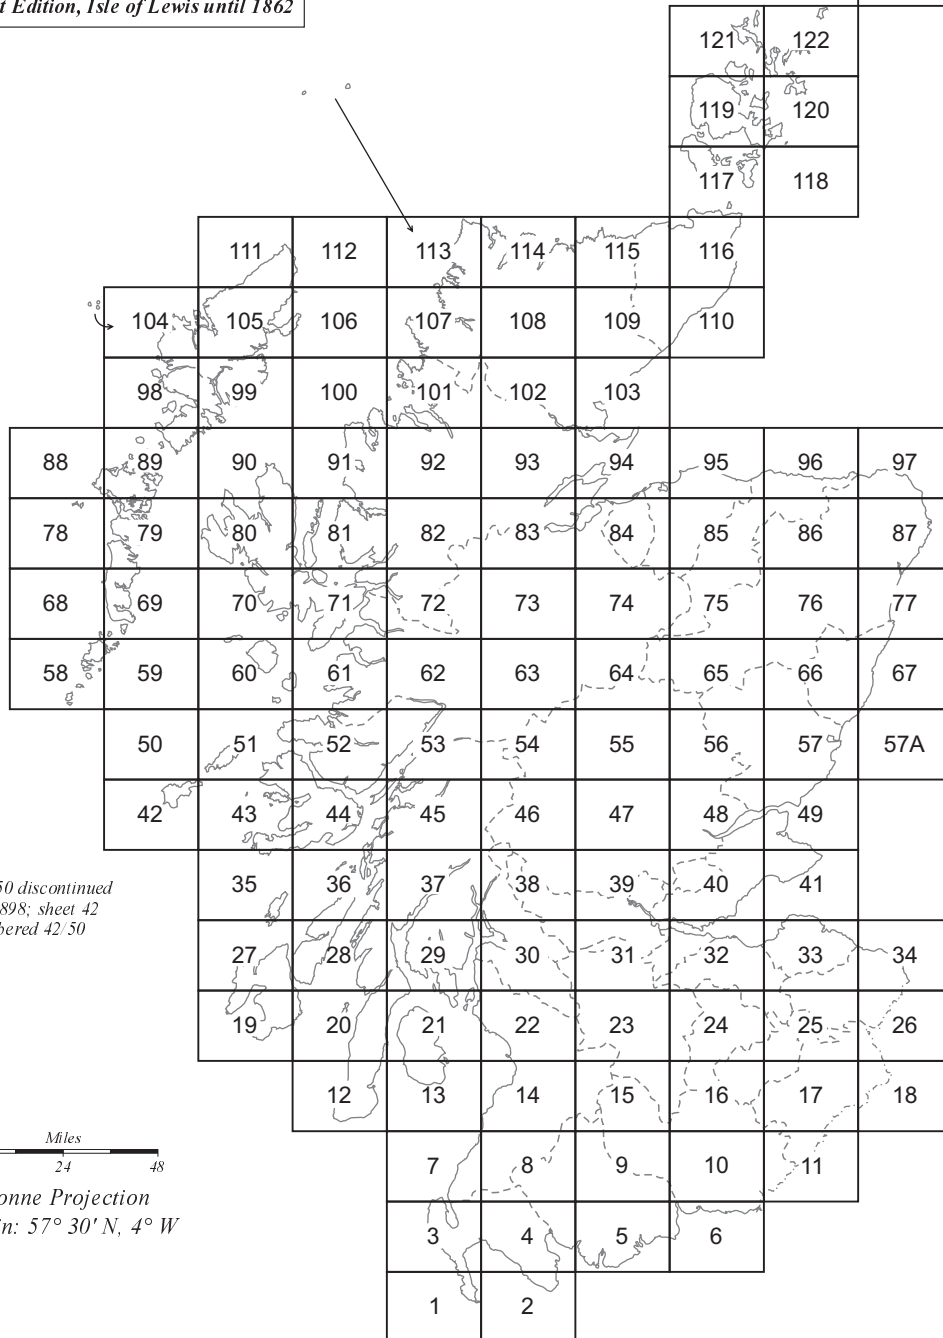 t Edition, Isle of Lewis until 1862
121 122
119 120
117 118
111 112 113 114 115 116
104 105 106 107 108 109 110
98 99 100 101 102 103
88 89 90 91 92 93 94 95 96 97
78 79 80 81 82 83 84 85 86 87
68 69 70 71 72 73 74 75 76 77
58 59 60 61 62 63 64 65 66 67
50 51 52 53 54 55 56 57 57A
42 43 44 45 46 47 48 49
35 36 37 38 39 40 41
50 discontinued
898; sheet 42
bered 42/50
27 28 29 30 31 32 33 34
19 20 21 22 23 24 25 26
12 13 14 15 16 17 18
Miles
24 48
7 8 9 10 11
onne Projection
in: 57° 30' N, 4° W
3 4 5 6
1 2